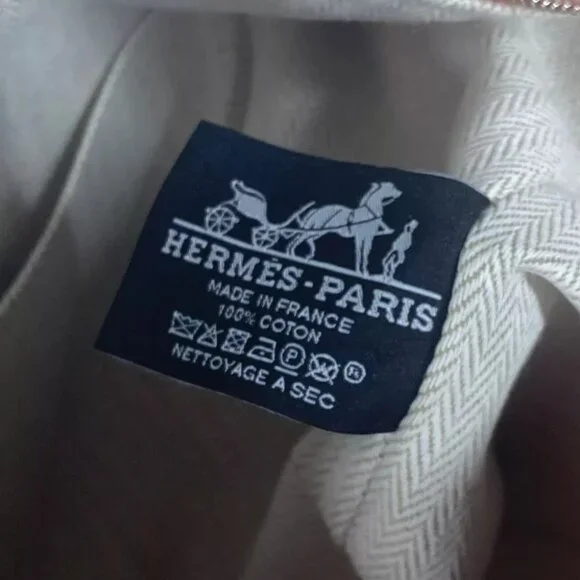 HERMÈS-PARIS
MADE IN FRANCE
100% COTON
P W
NETTOYAGE A SEC